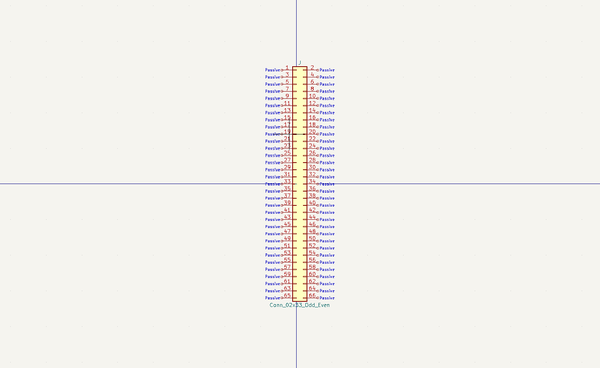 J
Passive 1 2 Passive
Passive 3 4 Passive
Passive 5 6 Passive
Passive 7 8 Passive
Passive 9 10 Passive
Passive 11 12 Passive
Passive 13 14 Passive
Passive 15 16 Passive
Passive 17 18 Passive
Passive 19 20 Passive
Passive 21 22 Passive
Passive 23 24 Passive
Passive 25 26 Passive
Passive 27 28 Passive
Passive 29 30 Passive
Passive 31 32 Passive
Passive 33 34 Passive
Passive 35 36 Passive
Passive 37 38 Passive
Passive 39 40 Passive
Passive 41 42 Passive
Passive 43 44 Passive
Passive 45 46 Passive
Passive 47 48 Passive
Passive 49 50 Passive
Passive 51 52 Passive
Passive 53 54 Passive
Passive 55 56 Passive
Passive 57 58 Passive
Passive 59 60 Passive
Passive 61 62 Passive
Passive 63 64 Passive
Passive 65 66 Passive
Conn_02x33_Odd_Even